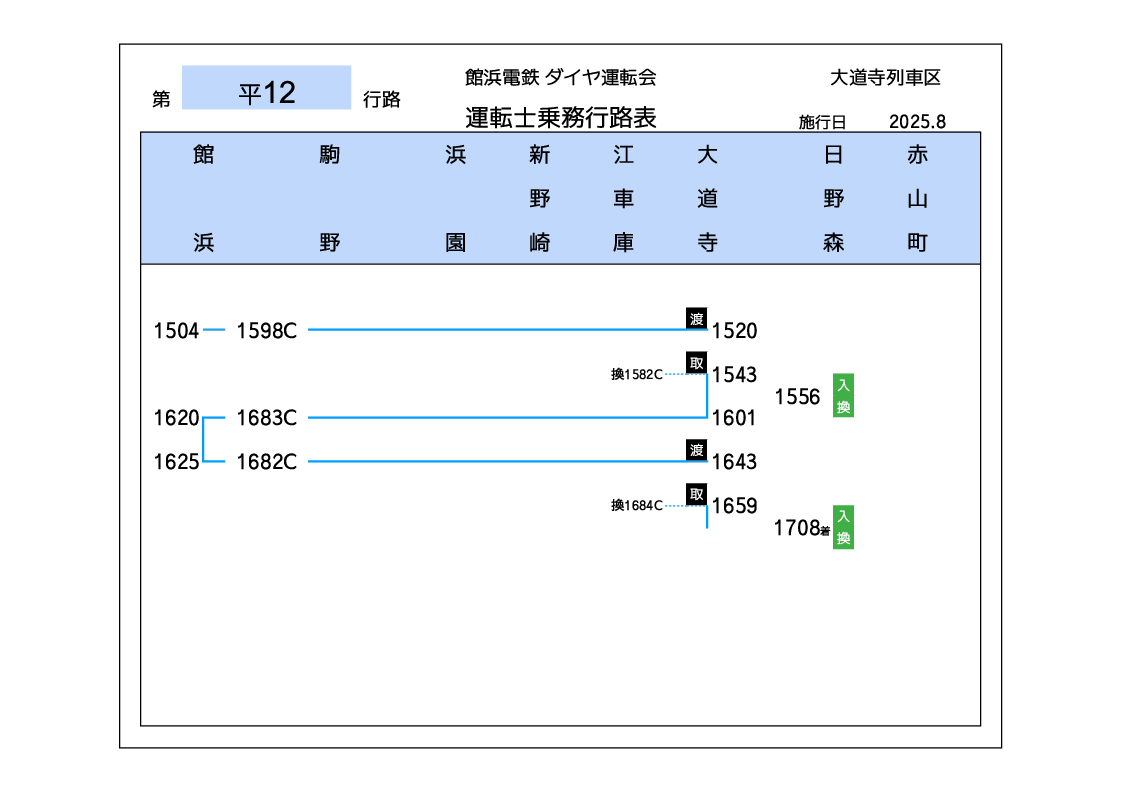 館浜電鉄 ダイヤ運転会
大道寺列車区
第 平12 行路
運転士乗務行路表
施行日 2025.8
館浜 駒野 浜園 新野崎 江車庫 大道寺 日野森 赤山町
1504 1598C 渡 1520
換1582C 取 1543
1556 入換
1620 1683C 1601
1625 1682C 渡 1643
換1684C 取 1659
1708着 入換